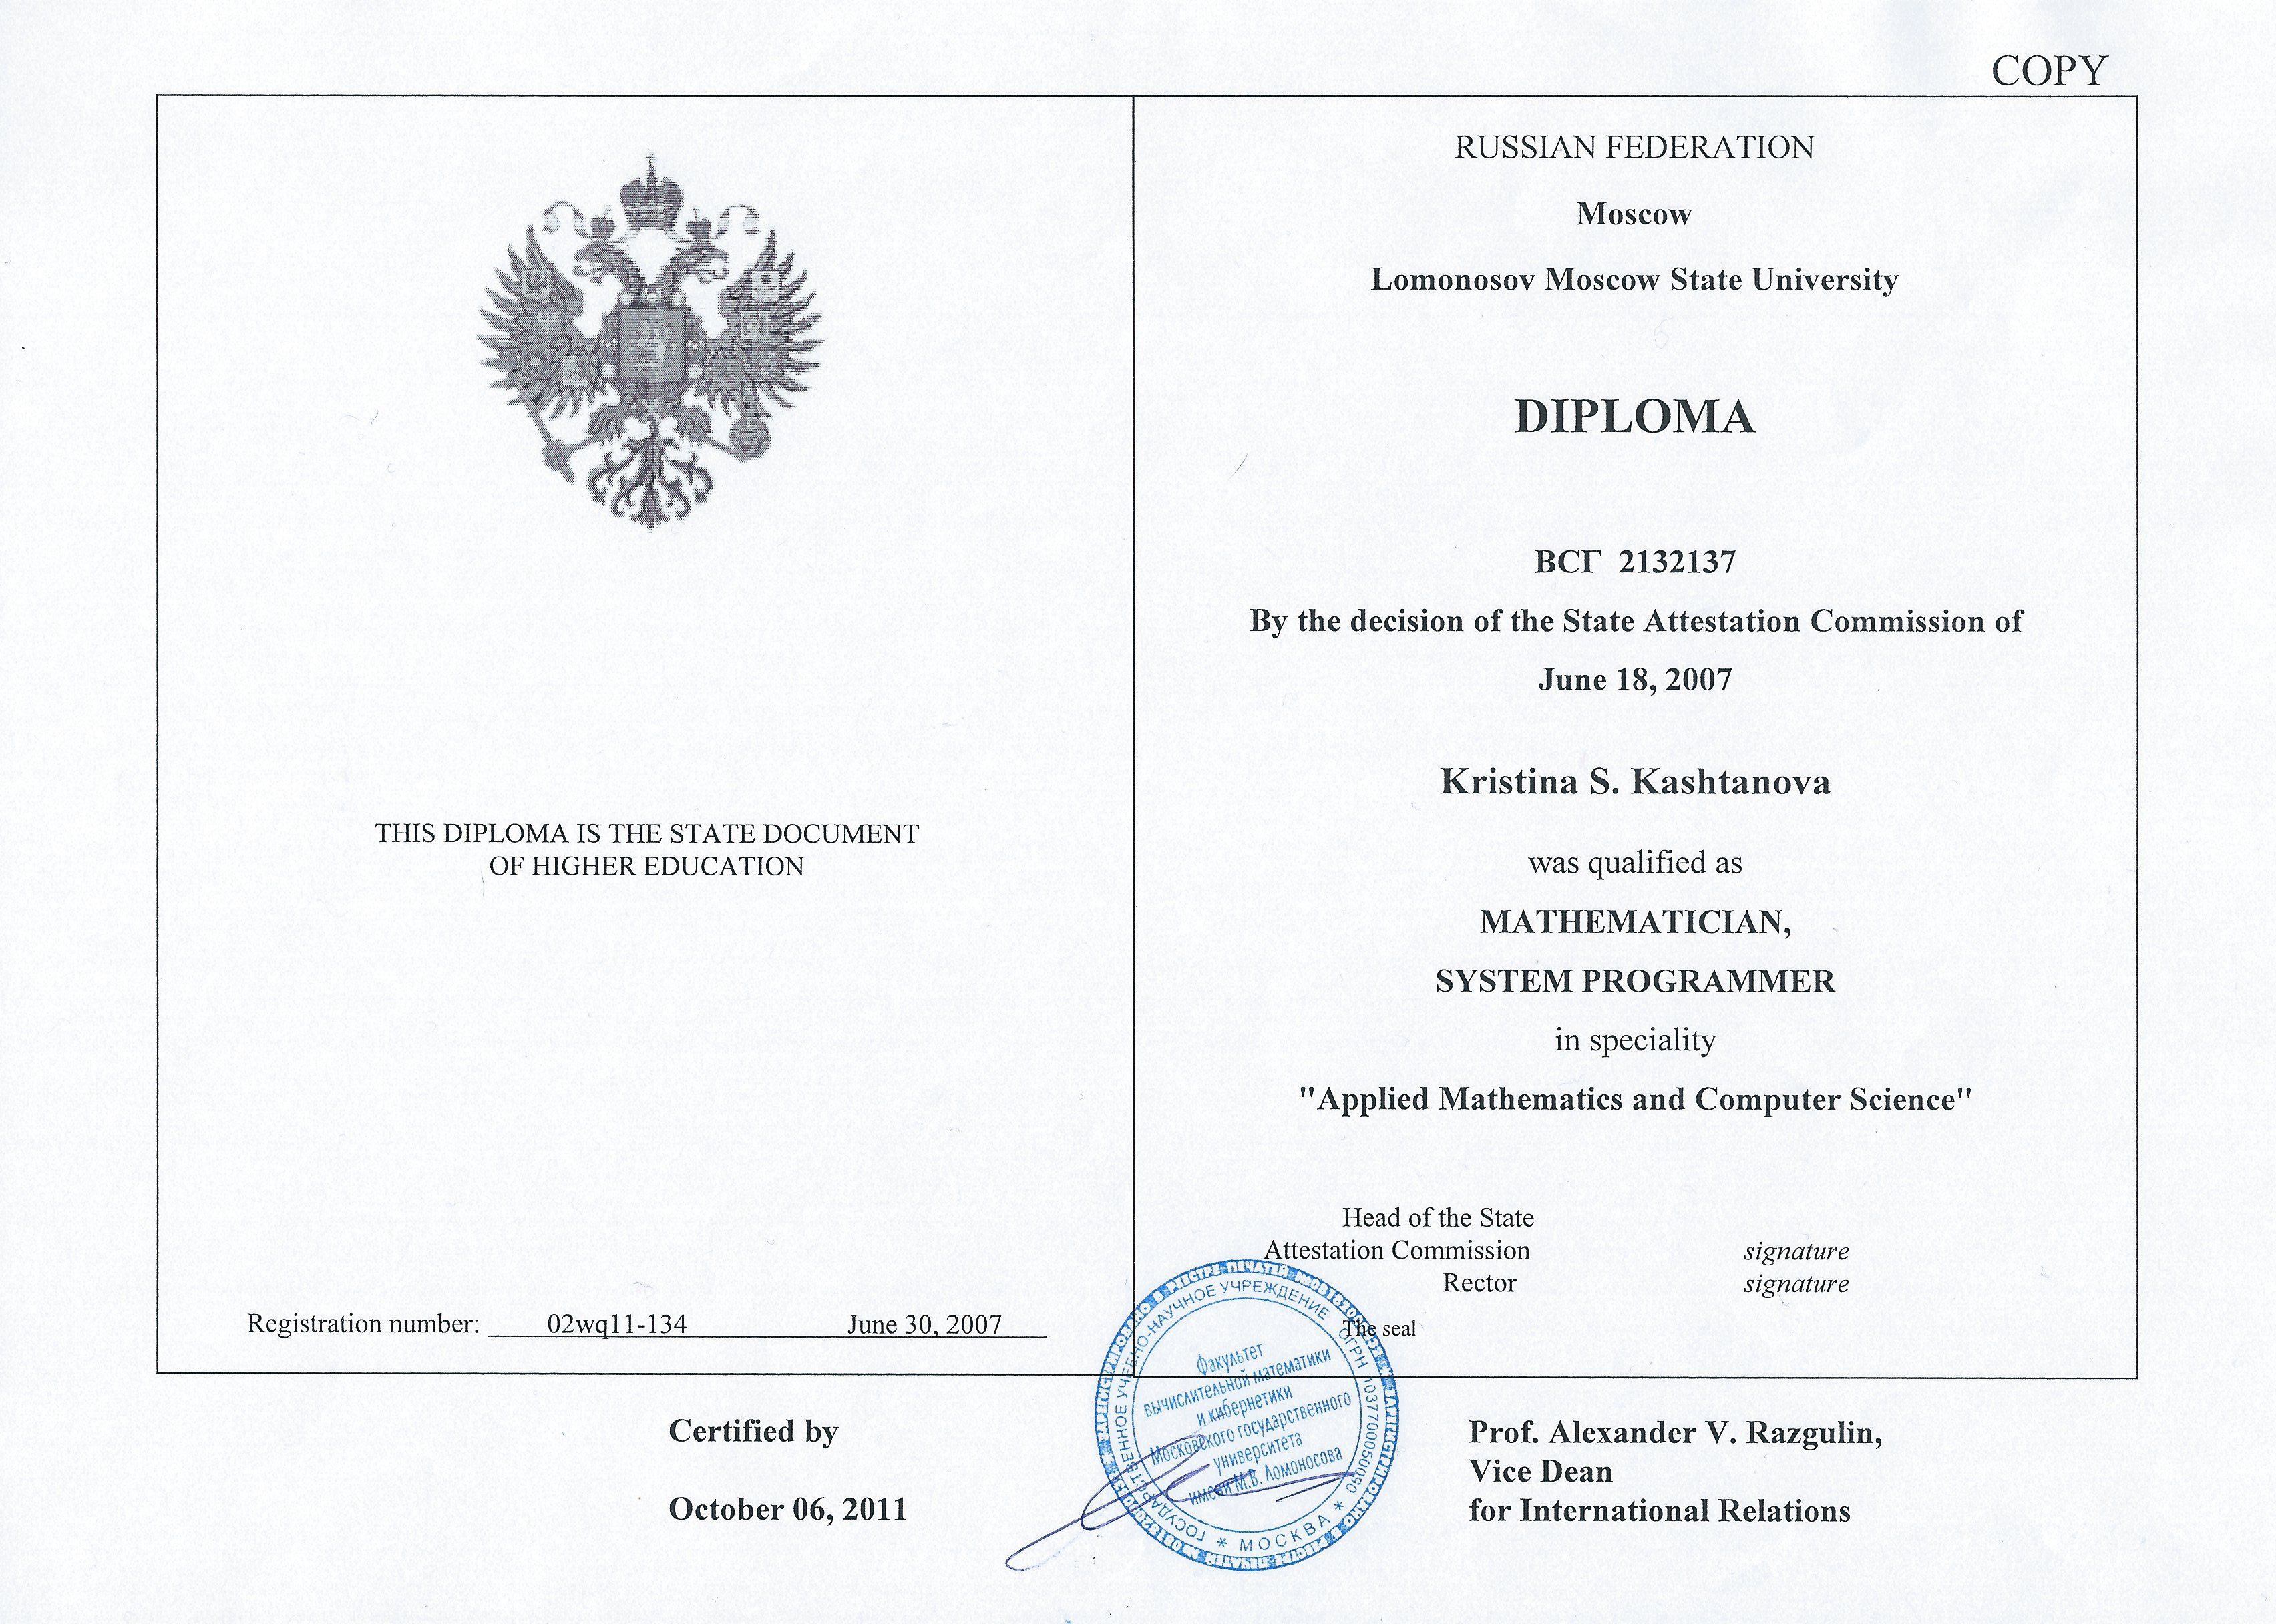 COPY
THIS DIPLOMA IS THE STATE DOCUMENT
OF HIGHER EDUCATION
Registration number: 02wq11-134 June 30, 2007
RUSSIAN FEDERATION
Moscow
Lomonosov Moscow State University
DIPLOMA
ВСГ 2132137
By the decision of the State Attestation Commission of
June 18, 2007
Kristina S. Kashtanova
was qualified as
MATHEMATICIAN,
SYSTEM PROGRAMMER
in speciality
"Applied Mathematics and Computer Science"
Head of the State
Attestation Commission signature
Rector signature
The seal
Certified by
October 06, 2011
ГОСУДАРСТВЕННОЕ УЧЕБНО-НАУЧНОЕ УЧРЕЖДЕНИЕ
* МОСКВА *
Факультет
вычислительной математики
и кибернетики
Московского государственного
университета
имени М.В. Ломоносова
Prof. Alexander V. Razgulin,
Vice Dean
for International Relations